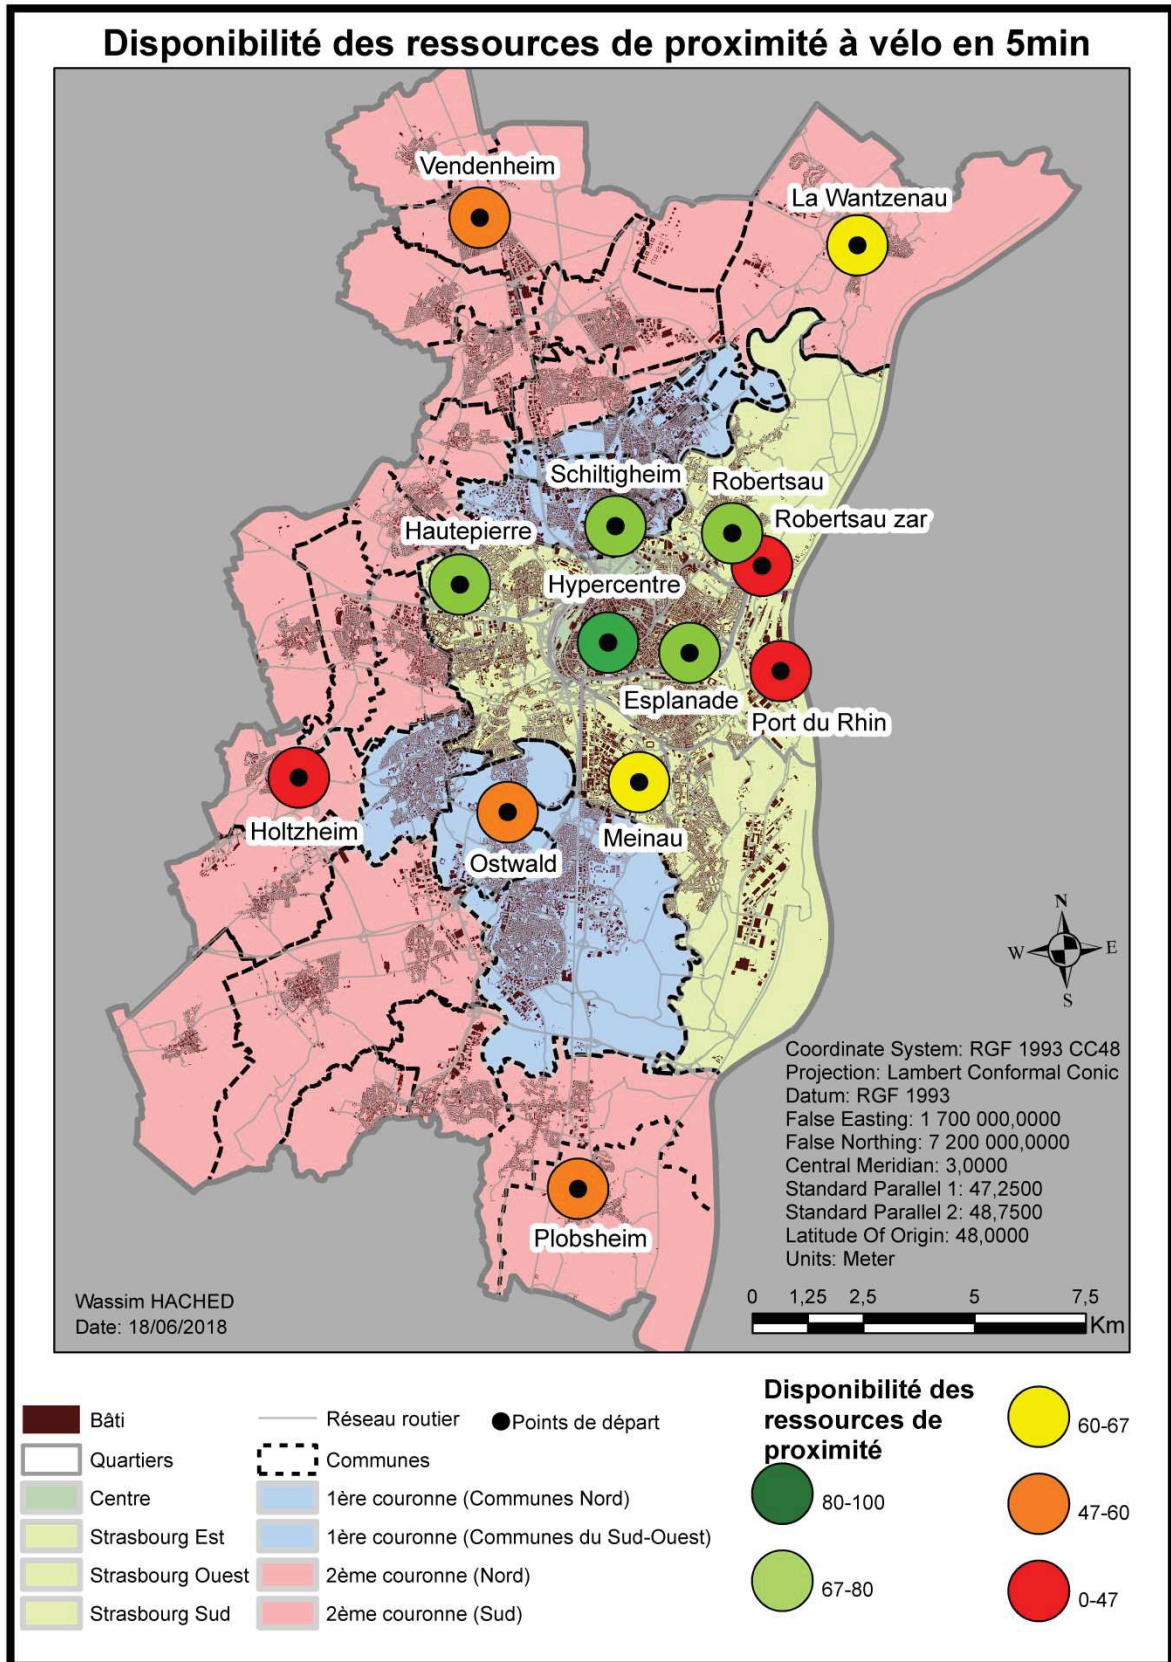 Disponibilité des ressources de proximité à vélo en 5min
Vendenheim
La Wantzenau
Schiltigheim
Robertsau
Robertsau zar
Hautepierre
Hypercentre
Esplanade
Port du Rhin
Holtzheim
Ostwald
Meinau
Plobsheim
N
W
E
S
Coordinate System: RGF 1993 CC48
Projection: Lambert Conformal Conic
Datum: RGF 1993
False Easting: 1 700 000,0000
False Northing: 7 200 000,0000
Central Meridian: 3,0000
Standard Parallel 1: 47,2500
Standard Parallel 2: 48,7500
Latitude Of Origin: 48,0000
Units: Meter
0 1,25 2,5 5 7,5
Km
Wassim HACHED
Date: 18/06/2018
Bâti
Quartiers
Centre
Strasbourg Est
Strasbourg Ouest
Strasbourg Sud
Réseau routier
Points de départ
Communes
1ère couronne (Communes Nord)
1ère couronne (Communes du Sud-Ouest)
2ème couronne (Nord)
2ème couronne (Sud)
Disponibilité des
ressources de
proximité
80-100
67-80
60-67
47-60
0-47